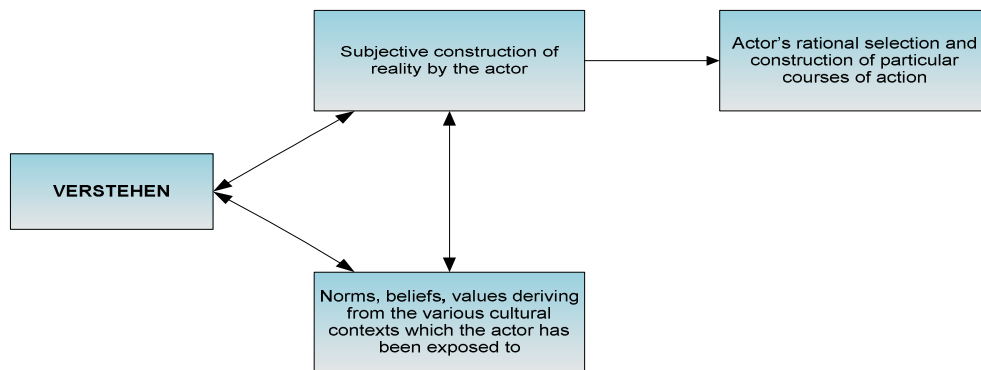 Subjective construction of
reality by the actor
Actor's rational selection and
construction of particular
courses of action
VERSTEHEN
Norms, beliefs, values deriving
from the various cultural
contexts which the actor has
been exposed to